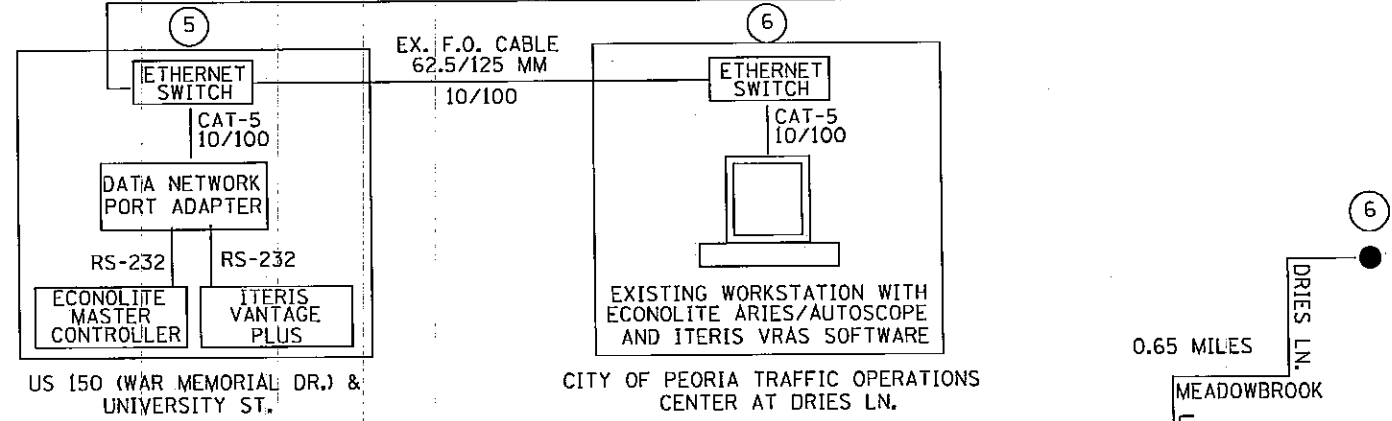 5
6
EX. F.O. CABLE
62.5/125 MM
10/100
ETHERNET
SWITCH
CAT-5
10/100
DATA NETWORK
PORT ADAPTER
RS-232
RS-232
ECONOLITE
MASTER
CONTROLLER
ITERIS
VANTAGE
PLUS
US 150 (WAR MEMORIAL DR.) &
UNIVERSITY ST.
ETHERNET
SWITCH
CAT-5
10/100
EXISTING WORKSTATION WITH
ECONOLITE ARIES/AUTOSCOPE
AND ITERIS VRAS SOFTWARE
CITY OF PEORIA TRAFFIC OPERATIONS
CENTER AT DRIES LN.
6
DRIES LN.
0.65 MILES
MEADOWBROOK